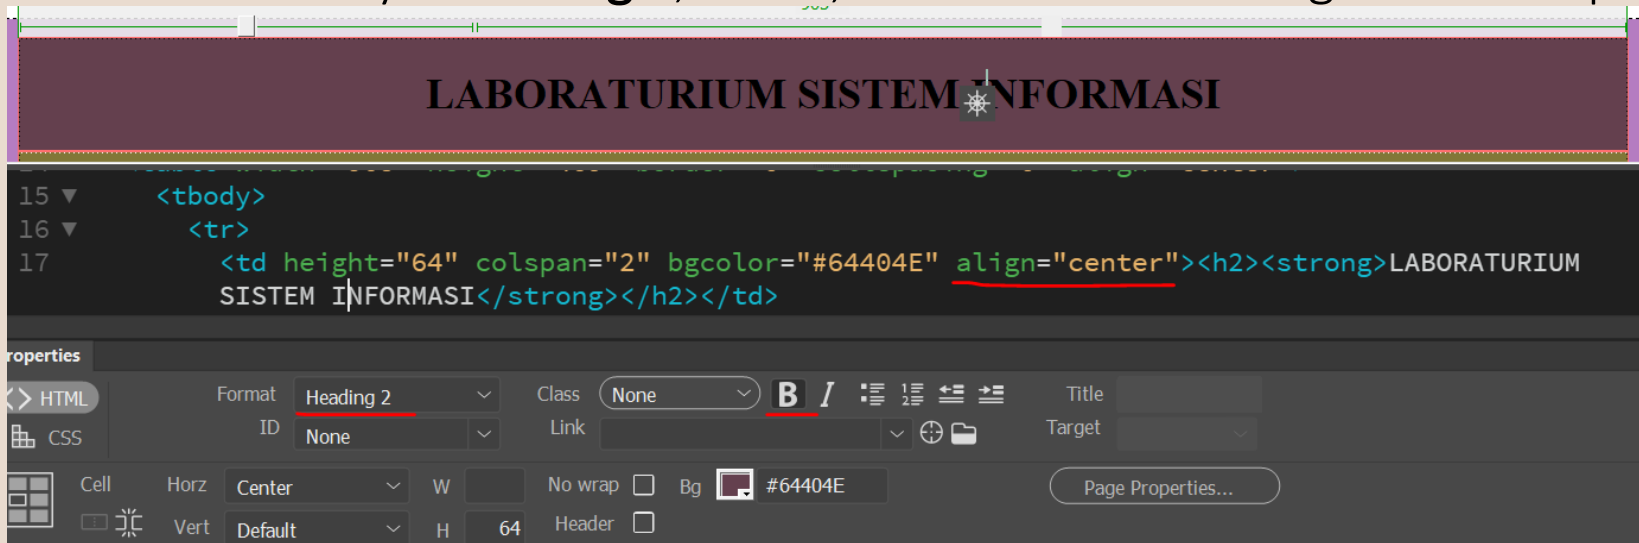 LABORATURIUM SISTEM INFORMASI
15
<tbody>
16
<tr>
17
<td height="64" colspan="2" bgcolor="#64404E" align="center"><h2><strong>LABORATURIUM
SISTEM INFORMASI</strong></h2></td>
roperties
HTML Format Heading 2 Class None B I Title
CSS ID None Link Target
Cell Horz Center W No wrap Bg #64404E Page Properties...
Vert Default H 64 Header